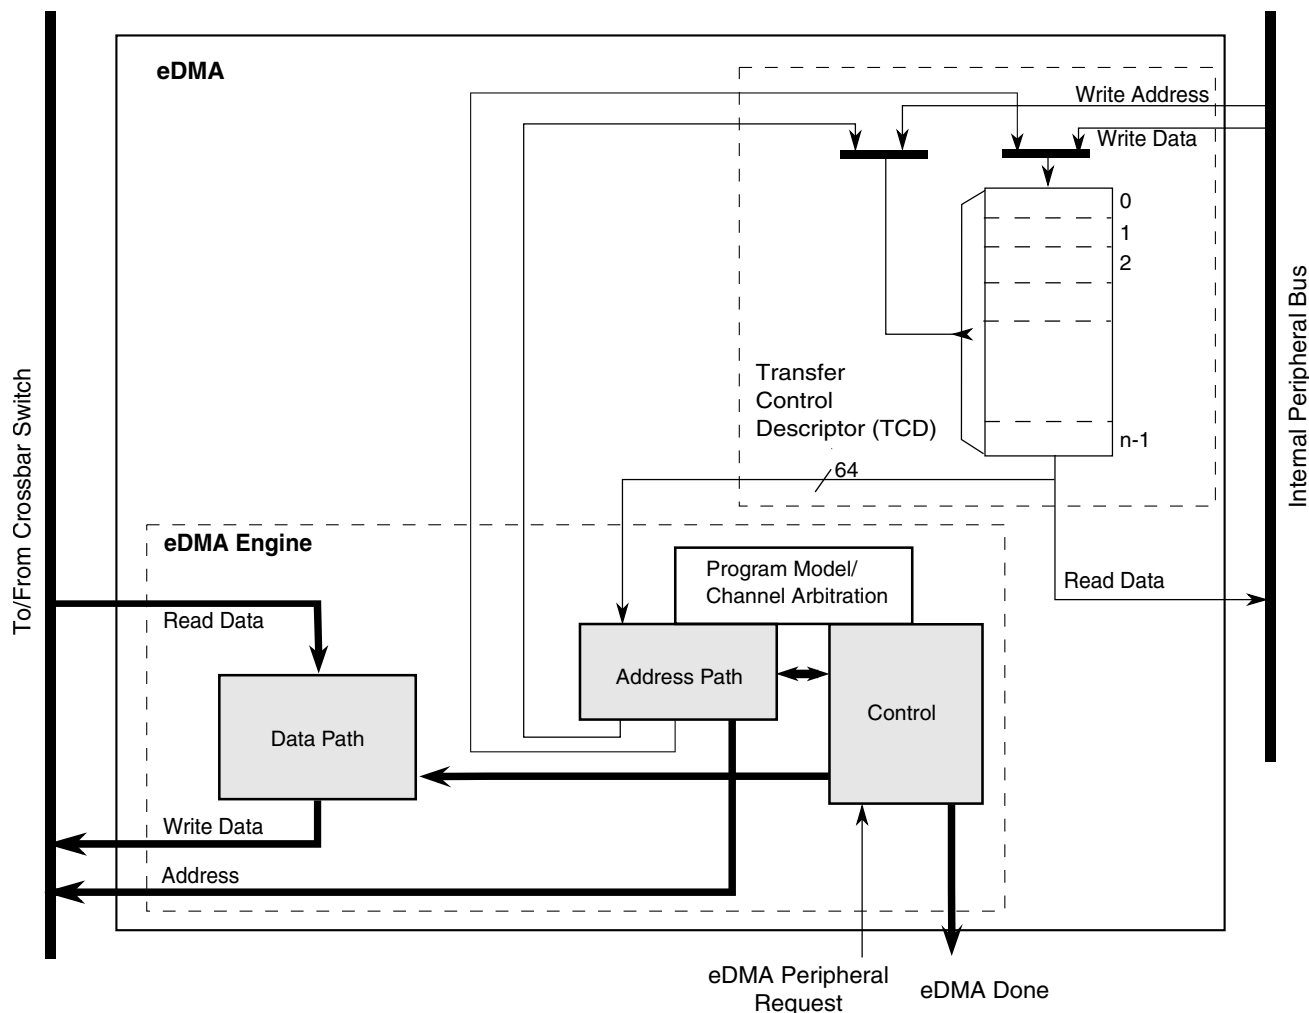 eDMA
Write Address
Write Data
0
1
2
n-1
Transfer
Control
Descriptor (TCD)
64
To/From Crossbar Switch
Internal Peripheral Bus
eDMA Engine
Program Model/
Channel Arbitration
Read Data
Read Data
Address Path
Control
Data Path
Write Data
Address
eDMA Peripheral
Request
eDMA Done